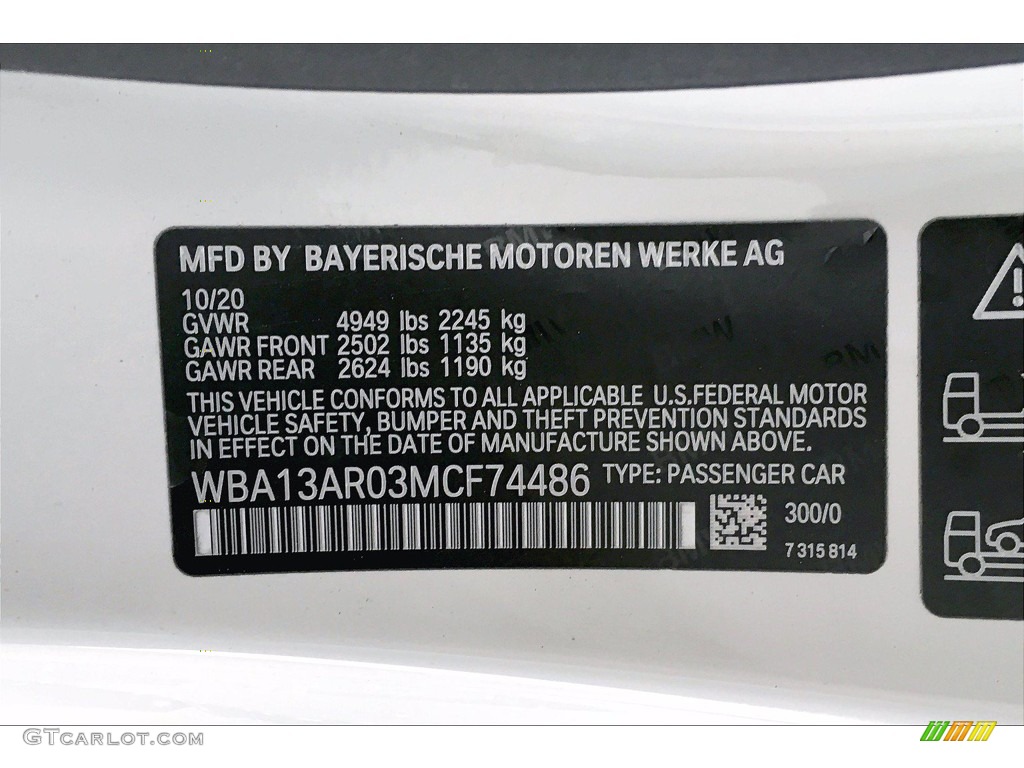 MFD BY BAYERISCHE MOTOREN WERKE AG
10/20
GVWR 4949 lbs 2245 kg
GAWR FRONT 2502 lbs 1135 kg
GAWR REAR 2624 lbs 1190 kg
THIS VEHICLE CONFORMS TO ALL APPLICABLE U.S.FEDERAL MOTOR
VEHICLE SAFETY, BUMPER AND THEFT PREVENTION STANDARDS
IN EFFECT ON THE DATE OF MANUFACTURE SHOWN ABOVE.
WBA13AR03MCF74486 TYPE: PASSENGER CAR
300/0
7 315 814
GTCARLOT.COM